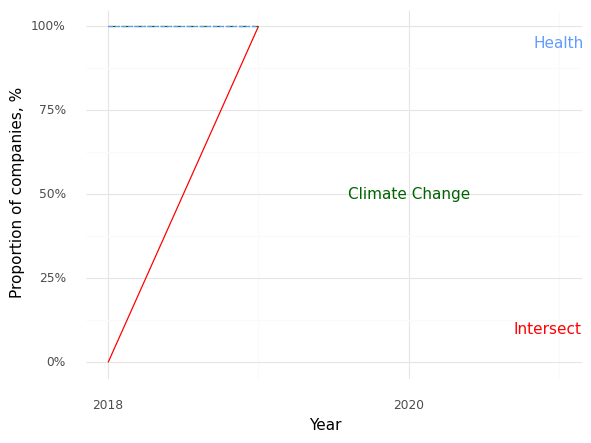 100%
Health
75%
Proportion of companies, %
50%
Climate Change
25%
Intersect
0%
2018
2020
Year